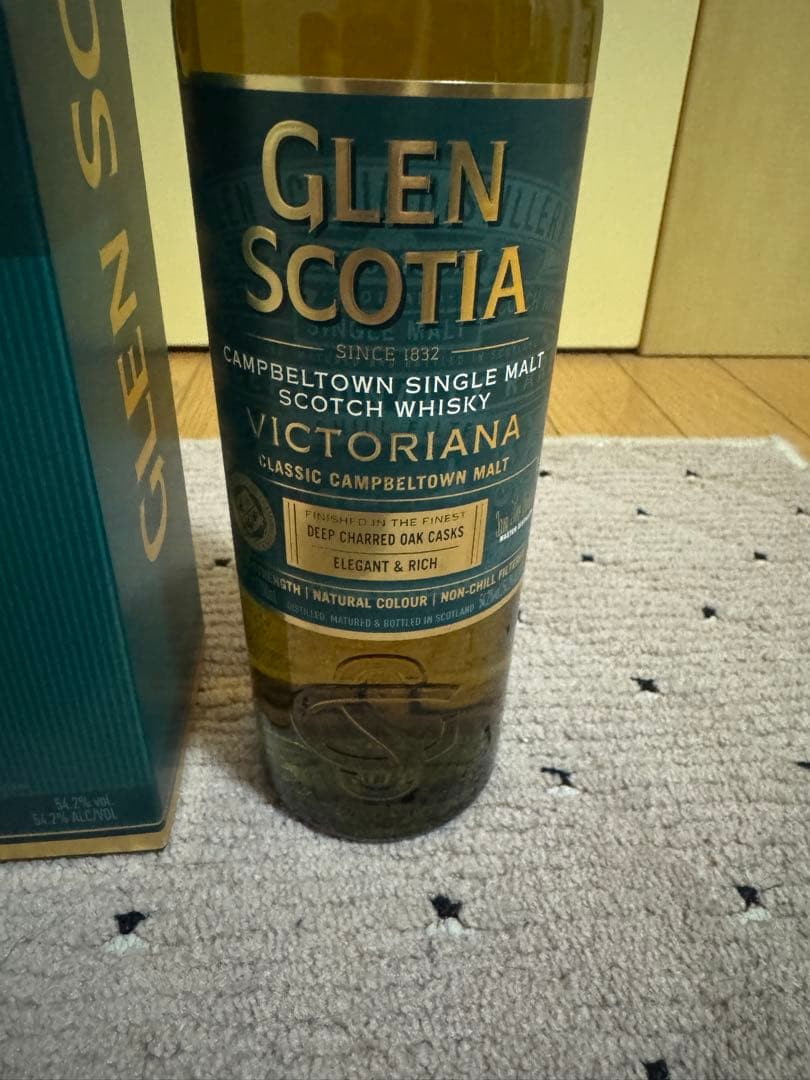 GLEN
SCOTIA
SINCE 1832
CAMPBELTOWN SINGLE MALT
SCOTCH WHISKY
VICTORIANA
CLASSIC CAMPBELTOWN MALT
FINISHED IN THE FINEST
DEEP CHARRED OAK CASKS
ELEGANT & RICH
NATURAL COLOUR | NON-CHILL
DISTILLED, MATURED & BOTTLED IN SCOTLAND
GLEN SC
54.2% vol.
54.2% ALC/VOL